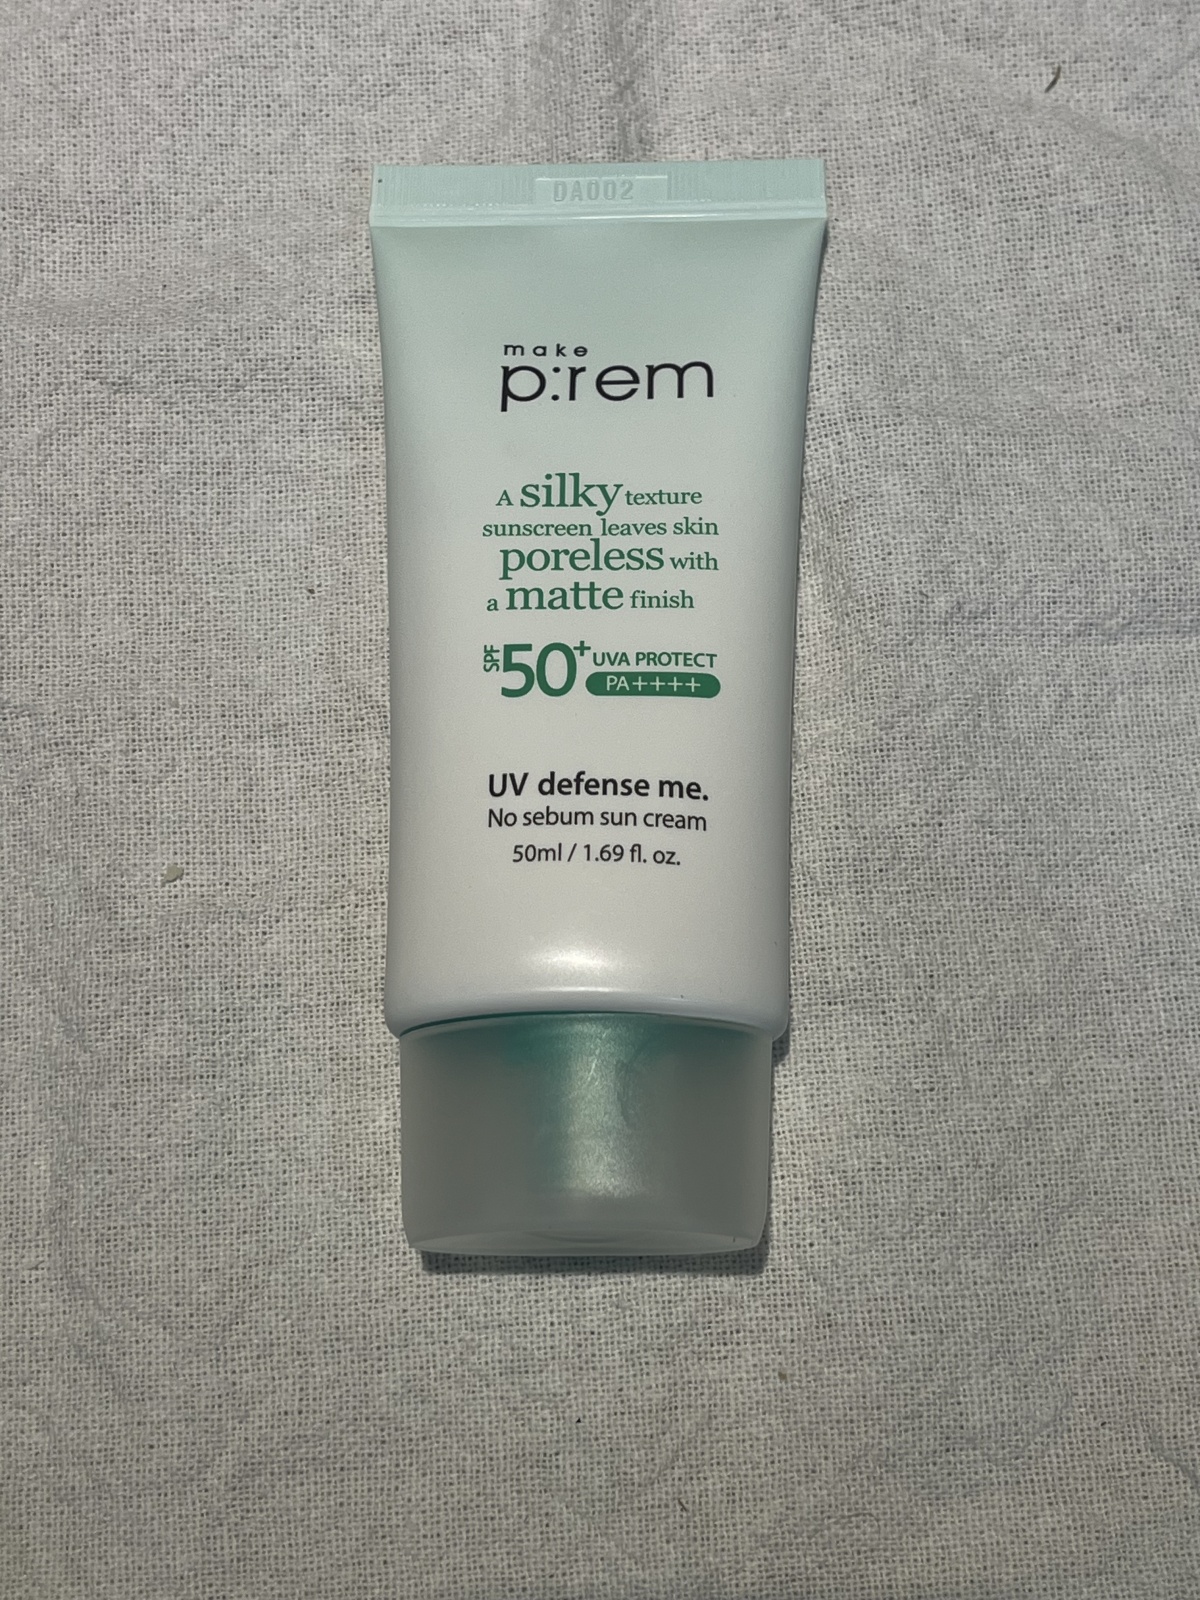 DA002
make
p:rem
A silky texture
sunscreen leaves skin
poreless with
a matte finish
SPF 50+ UVA PROTECT
PA++++
UV defense me.
No sebum sun cream
50ml / 1.69 fl. oz.